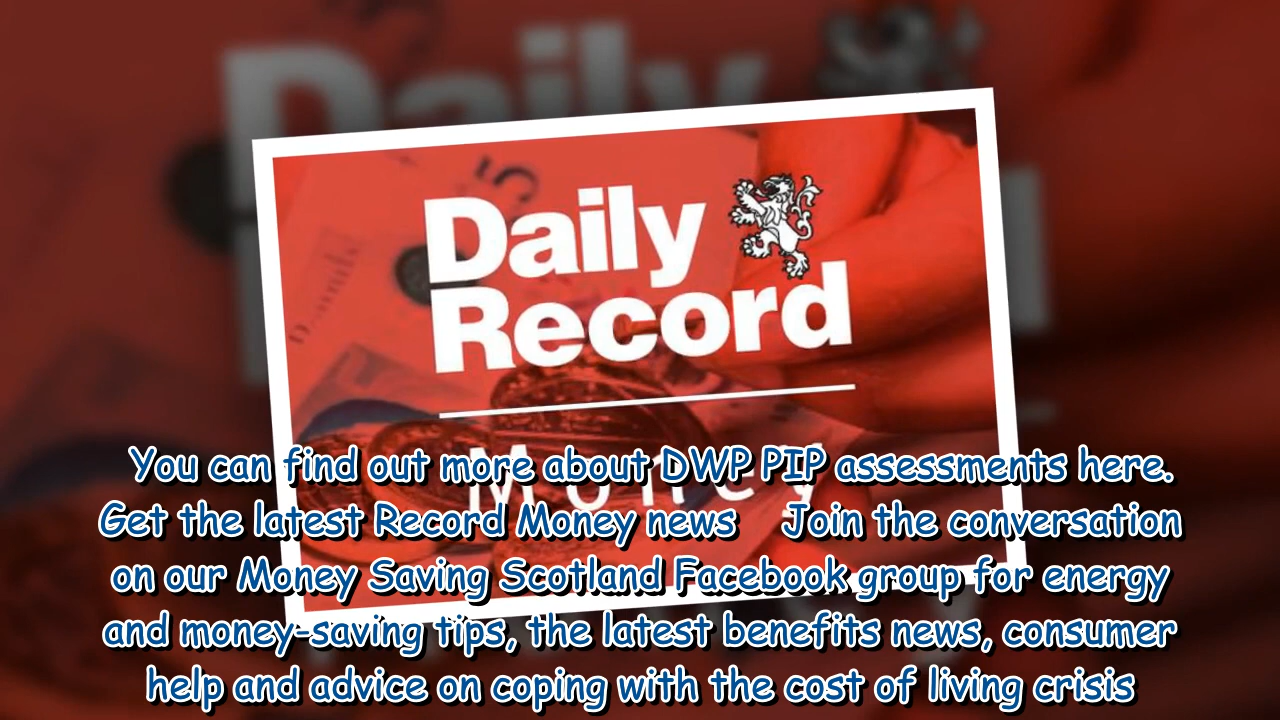 Daily
Record
Money
You can find out more about DWP PIP assessments here.
Get the latest Record Money news Join the conversation
on our Money Saving Scotland Facebook group for energy
and money-saving tips, the latest benefits news, consumer
help and advice on coping with the cost of living crisis